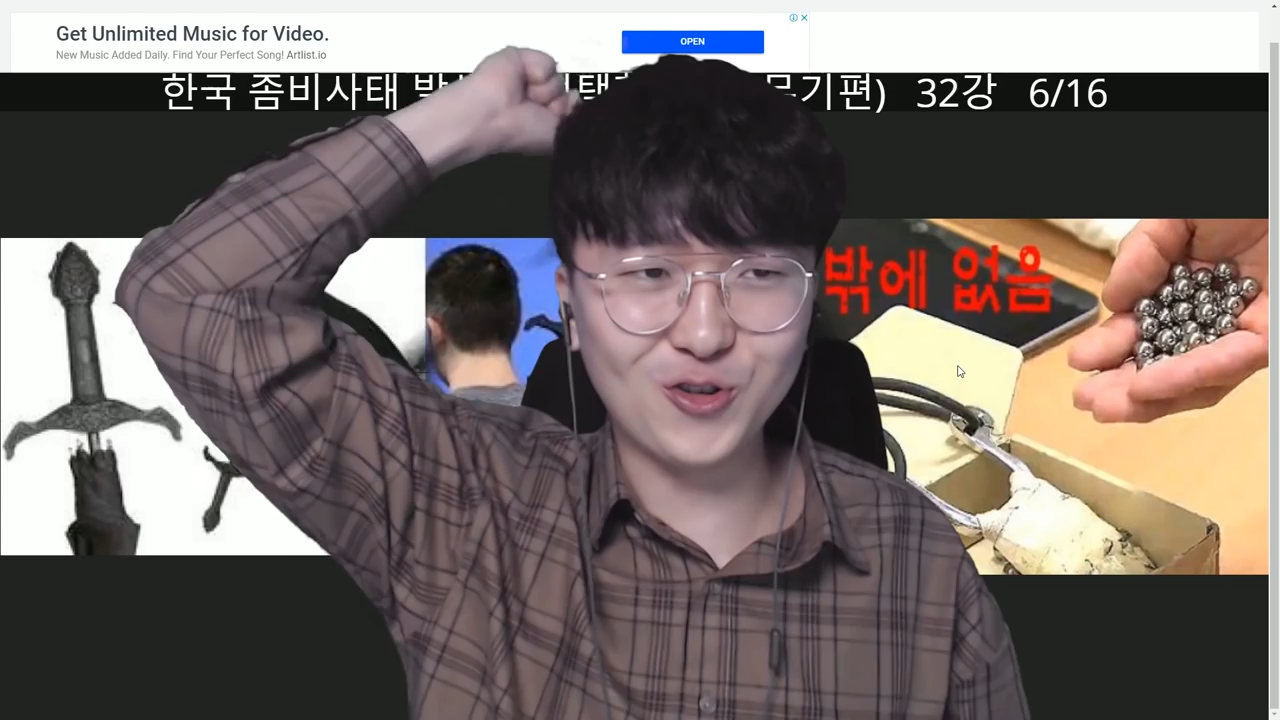 Get Unlimited Music for Video.
New Music Added Daily. Find Your Perfect Song! Artlist.io
OPEN
한국 좀비사태 32강 6/16
밖에 없음